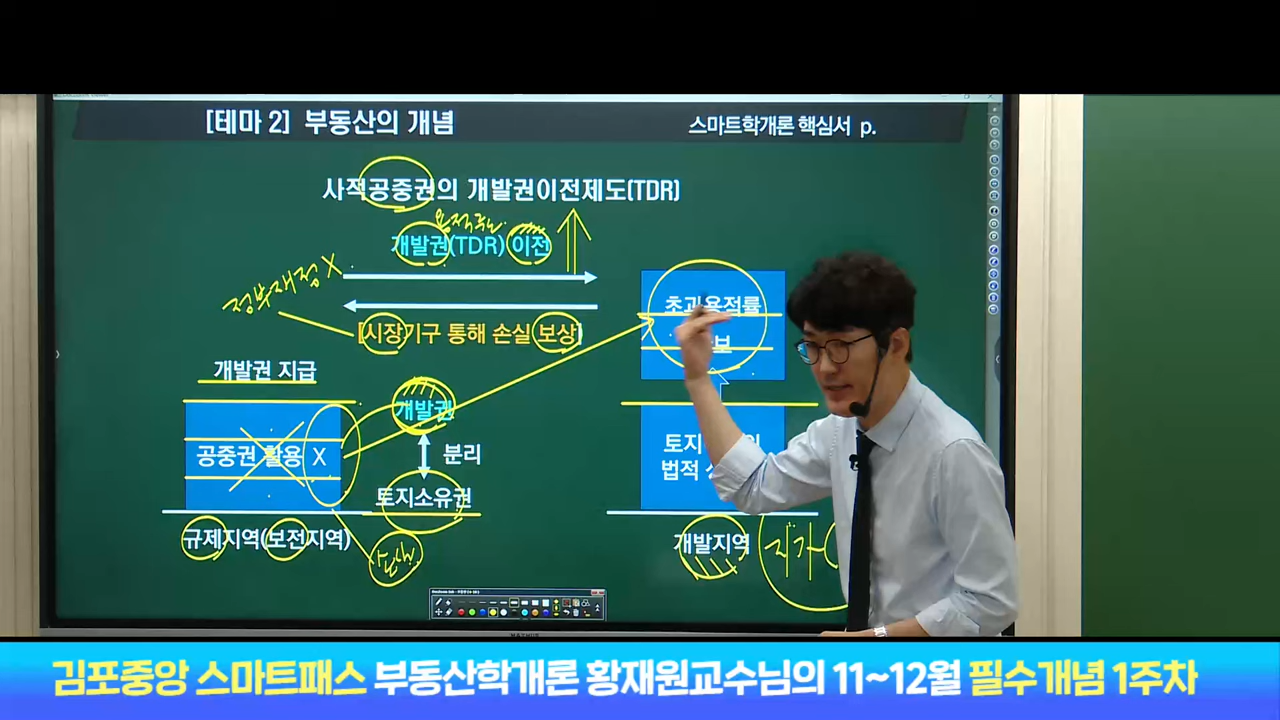 [테마 2] 부동산의 개념
스마트학개론 핵심서 p.
사적공중권의 개발권이전제도(TDR)
개발권(TDR) 이전
정부재정 X
[시장기구 통해 손실 보상]
초과용적률
개발권 지급
개발권
공중권 활용 X
분리
토지소유권
법적
규제지역(보전지역)
손실
개발지역
지가
김포중앙 스마트패스 부동산학개론 황재원교수님의 11~12월 필수개념 1주차